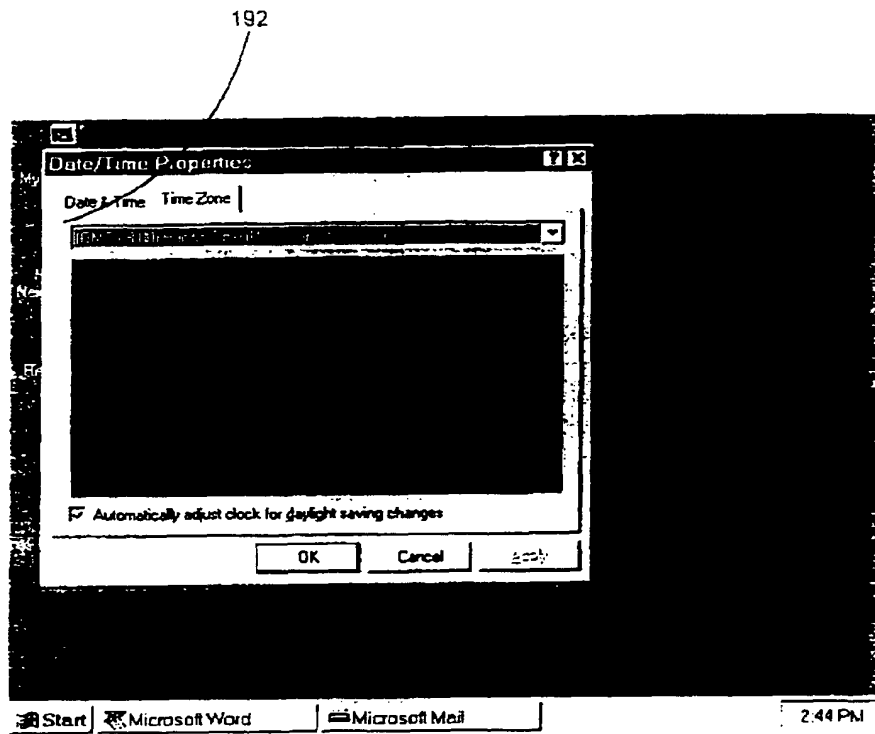 192
Date/Time Properties
Date & Time Time Zone
Automatically adjust clock for daylight saving changes
OK Cancel Apply
Start Microsoft Word Microsoft Mail 2:44 PM